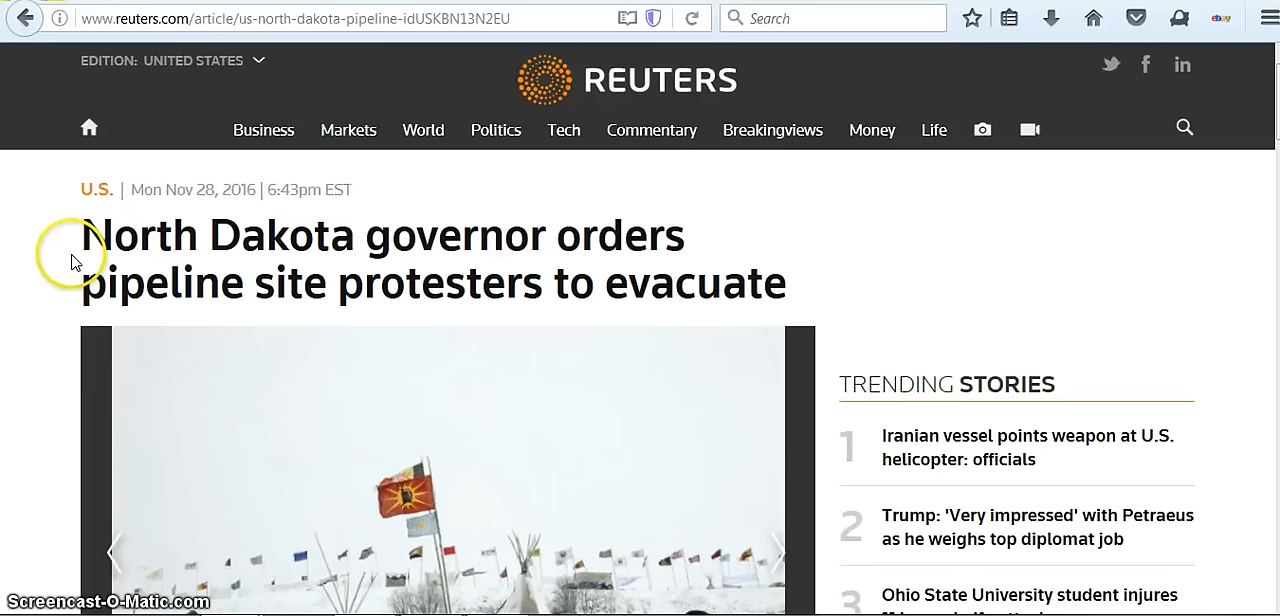 www.reuters.com/article/us-north-dakota-pipeline-idUSKBN13N2EU
Search
ebay
EDITION: UNITED STATES
REUTERS
Business Markets World Politics Tech Commentary Breakingviews Money Life
U.S. | Mon Nov 28, 2016 | 6:43pm EST
North Dakota governor orders
pipeline site protesters to evacuate
TRENDING STORIES
1 Iranian vessel points weapon at U.S.
helicopter: officials
2 Trump: 'Very impressed' with Petraeus
as he weighs top diplomat job
3 Ohio State University student injures
Screencast-O-Matic.com